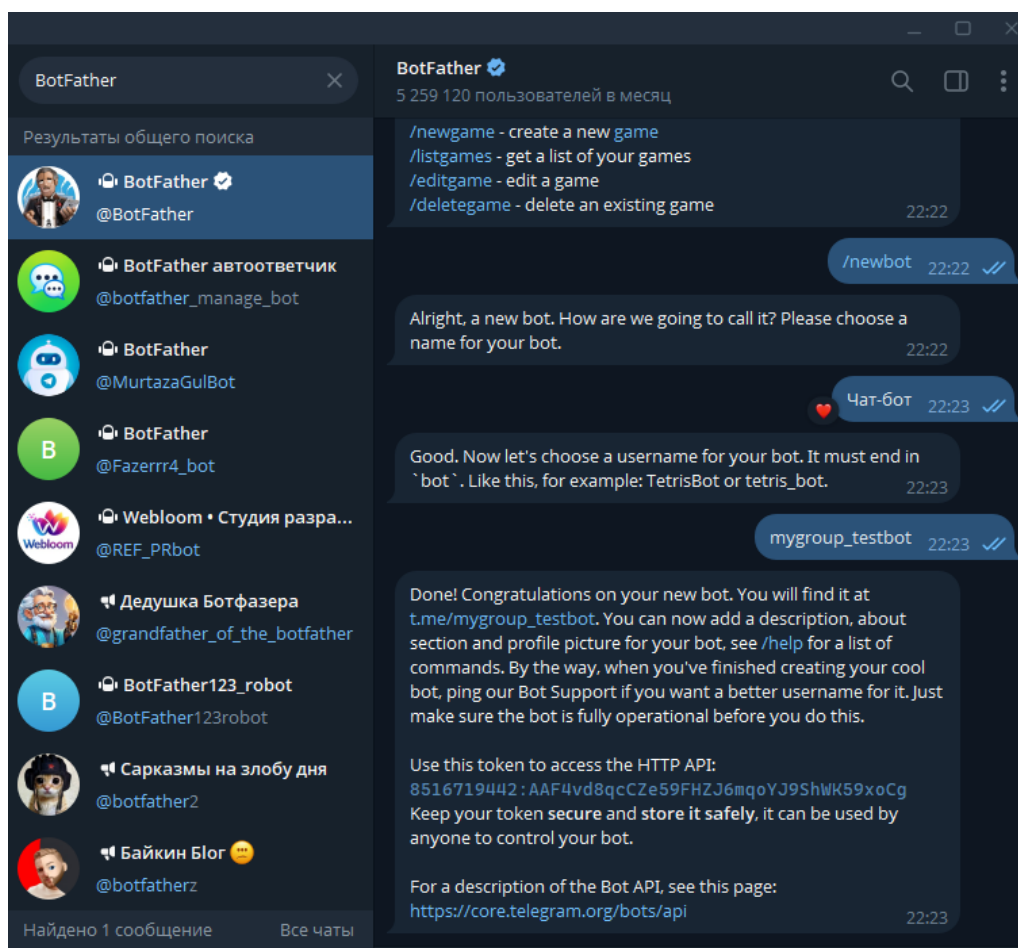 BotFather
Результаты общего поиска
BotFather
@BotFather
BotFather автоответчик
@botfather_manage_bot
BotFather
@MurtazaGulBot
B
BotFather
@Fazerrr4_bot
Webloom
Webloom • Студия разра...
@REF_PRbot
Дедушка Ботфазера
@grandfather_of_the_botfather
B
BotFather123_robot
@BotFather123robot
Сарказмы на злобу дня
@botfather2
Байкин Блог
@botfatherz
Найдено 1 сообщение Все чаты
BotFather
5 259 120 пользователей в месяц
/newgame - create a new game
/listgames - get a list of your games
/editgame - edit a game
/deletegame - delete an existing game
22:22
/newbot 22:22
Alright, a new bot. How are we going to call it? Please choose a
name for your bot.
22:22
Чат-бот 22:23
Good. Now let's choose a username for your bot. It must end in
`bot`. Like this, for example: TetrisBot or tetris_bot.
22:23
mygroup_testbot 22:23
Done! Congratulations on your new bot. You will find it at
t.me/mygroup_testbot. You can now add a description, about
section and profile picture for your bot, see /help for a list of
commands. By the way, when you've finished creating your cool
bot, ping our Bot Support if you want a better username for it. Just
make sure the bot is fully operational before you do this.
Use this token to access the HTTP API:
8516719442:AAF4vd8qcCZe59FHZJ6mqoYJ9ShWK59xoCg
Keep your token secure and store it safely, it can be used by
anyone to control your bot.
For a description of the Bot API, see this page:
https://core.telegram.org/bots/api
22:23